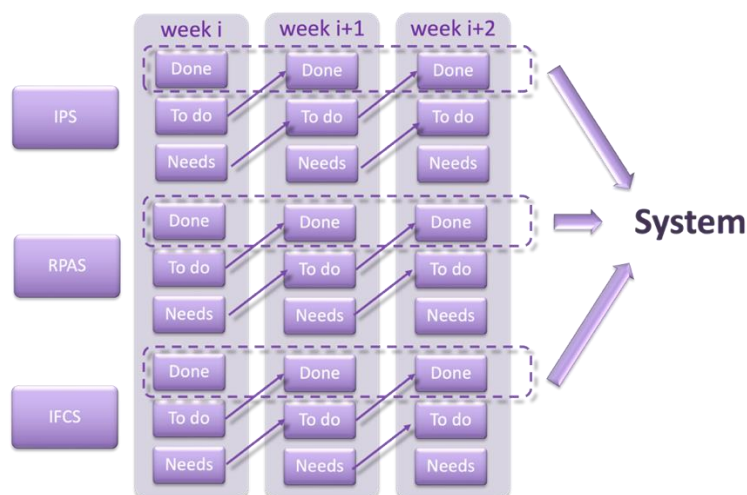 week i week i+1 week i+2
Done Done Done
IPS To do To do To do
Needs Needs Needs
Done Done Done
System
RPAS To do To do To do
Needs Needs Needs
Done Done Done
IFCS To do To do To do
Needs Needs Needs